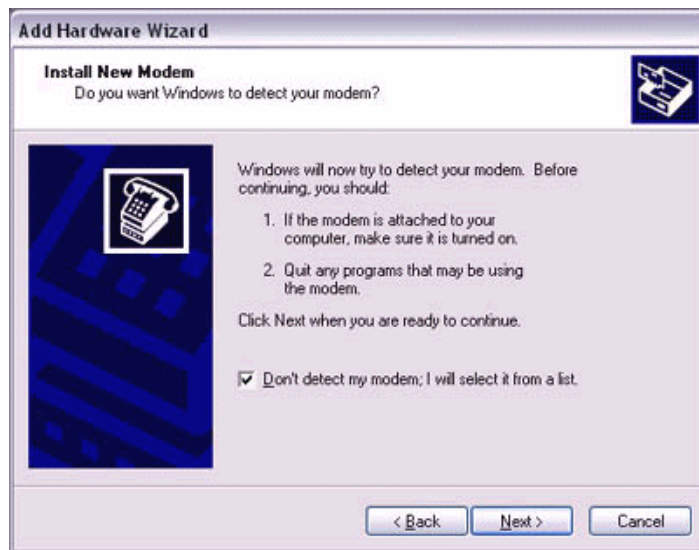 Add Hardware Wizard
Install New Modem
Do you want Windows to detect your modem?
Windows will now try to detect your modem. Before
continuing, you should:
1. If the modem is attached to your
computer, make sure it is turned on.
2. Quit any programs that may be using
the modem.
Click Next when you are ready to continue.
Don't detect my modem; I will select it from a list.
< Back
Next >
Cancel